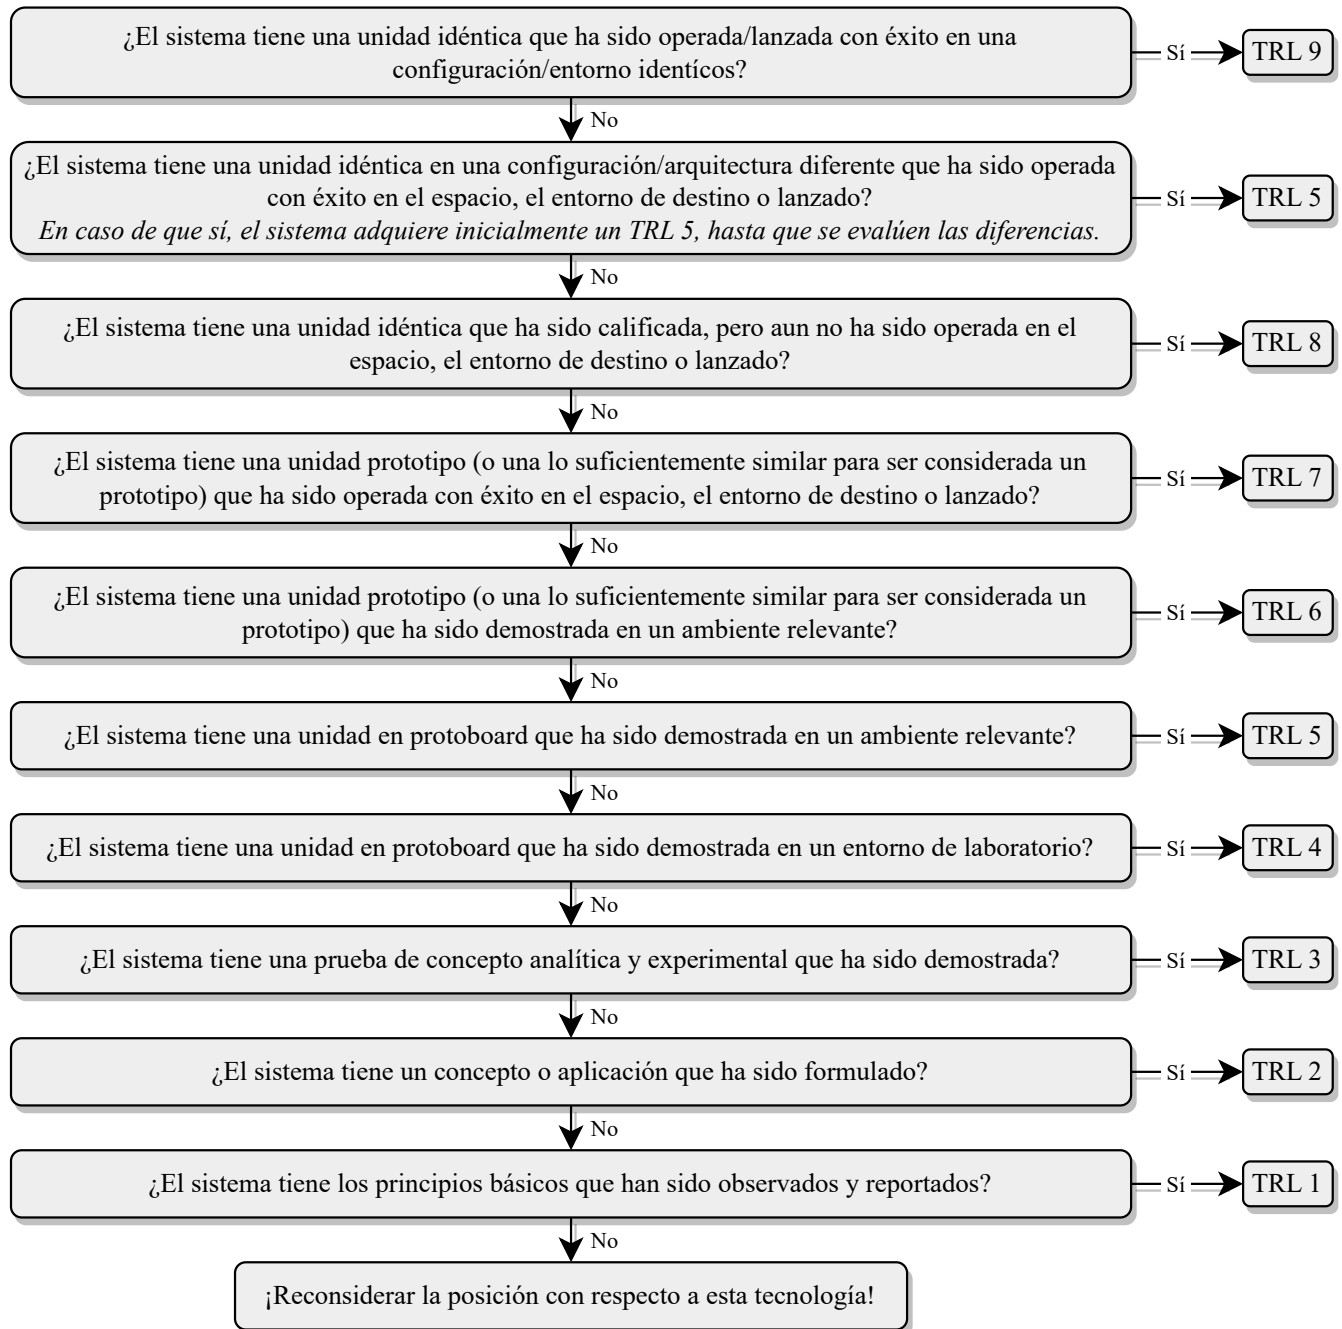 ¿El sistema tiene una unidad idéntica que ha sido operada/lanzada con éxito en una
configuración/entorno identícos?
Sí
TRL 9
No
¿El sistema tiene una unidad idéntica en una configuración/arquitectura diferente que ha sido operada
con éxito en el espacio, el entorno de destino o lanzado?
En caso de que sí, el sistema adquiere inicialmente un TRL 5, hasta que se evalúen las diferencias.
Sí
TRL 5
No
¿El sistema tiene una unidad idéntica que ha sido calificada, pero aun no ha sido operada en el
espacio, el entorno de destino o lanzado?
Sí
TRL 8
No
¿El sistema tiene una unidad prototipo (o una lo suficientemente similar para ser considerada un
prototipo) que ha sido operada con éxito en el espacio, el entorno de destino o lanzado?
Sí
TRL 7
No
¿El sistema tiene una unidad prototipo (o una lo suficientemente similar para ser considerada un
prototipo) que ha sido demostrada en un ambiente relevante?
Sí
TRL 6
No
¿El sistema tiene una unidad en protoboard que ha sido demostrada en un ambiente relevante?
Sí
TRL 5
No
¿El sistema tiene una unidad en protoboard que ha sido demostrada en un entorno de laboratorio?
Sí
TRL 4
No
¿El sistema tiene una prueba de concepto analítica y experimental que ha sido demostrada?
Sí
TRL 3
No
¿El sistema tiene un concepto o aplicación que ha sido formulado?
Sí
TRL 2
No
¿El sistema tiene los principios básicos que han sido observados y reportados?
Sí
TRL 1
No
¡Reconsiderar la posición con respecto a esta tecnología!